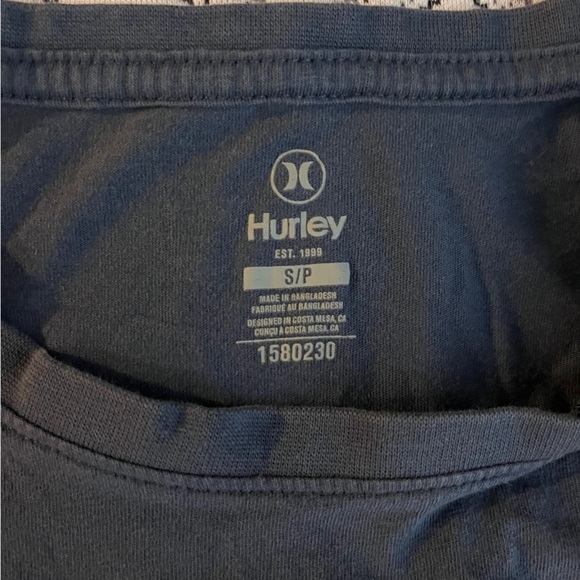 Hurley
EST. 1999
S/P
MADE IN BANGLADESH
FABRIQUÉ AU BANGLADESH
DESIGNED IN COSTA MESA, CA
CONÇU À COSTA MESA, CA
1580230